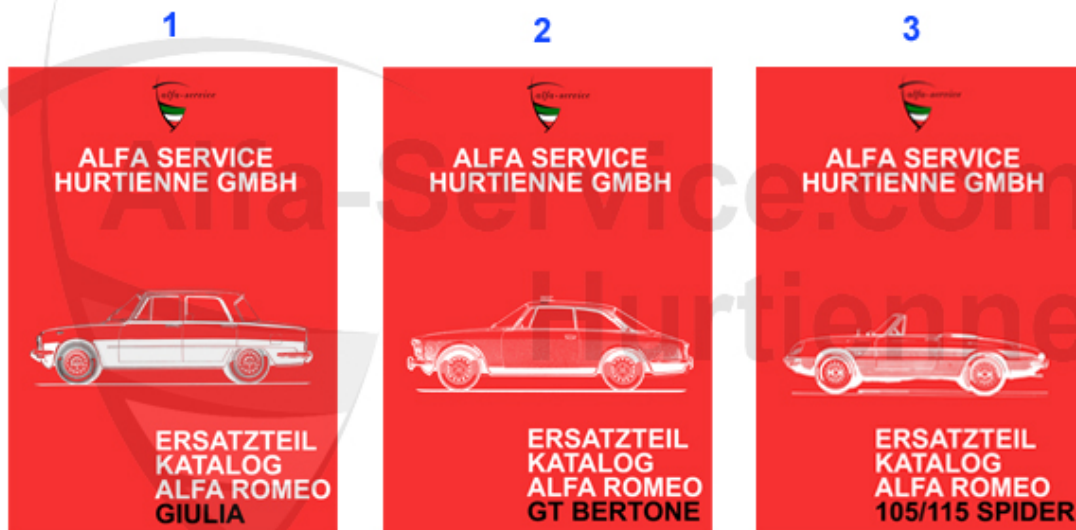 1
alfa-service
ALFA SERVICE
HURTIENNE GMBH
ERSATZTEIL
KATALOG
ALFA ROMEO
GIULIA
2
alfa-service
ALFA SERVICE
HURTIENNE GMBH
ERSATZTEIL
KATALOG
ALFA ROMEO
GT BERTONE
3
alfa-service
ALFA SERVICE
HURTIENNE GMBH
ERSATZTEIL
KATALOG
ALFA ROMEO
105/115 SPIDER
Alfa-Service.com
Hurtienne